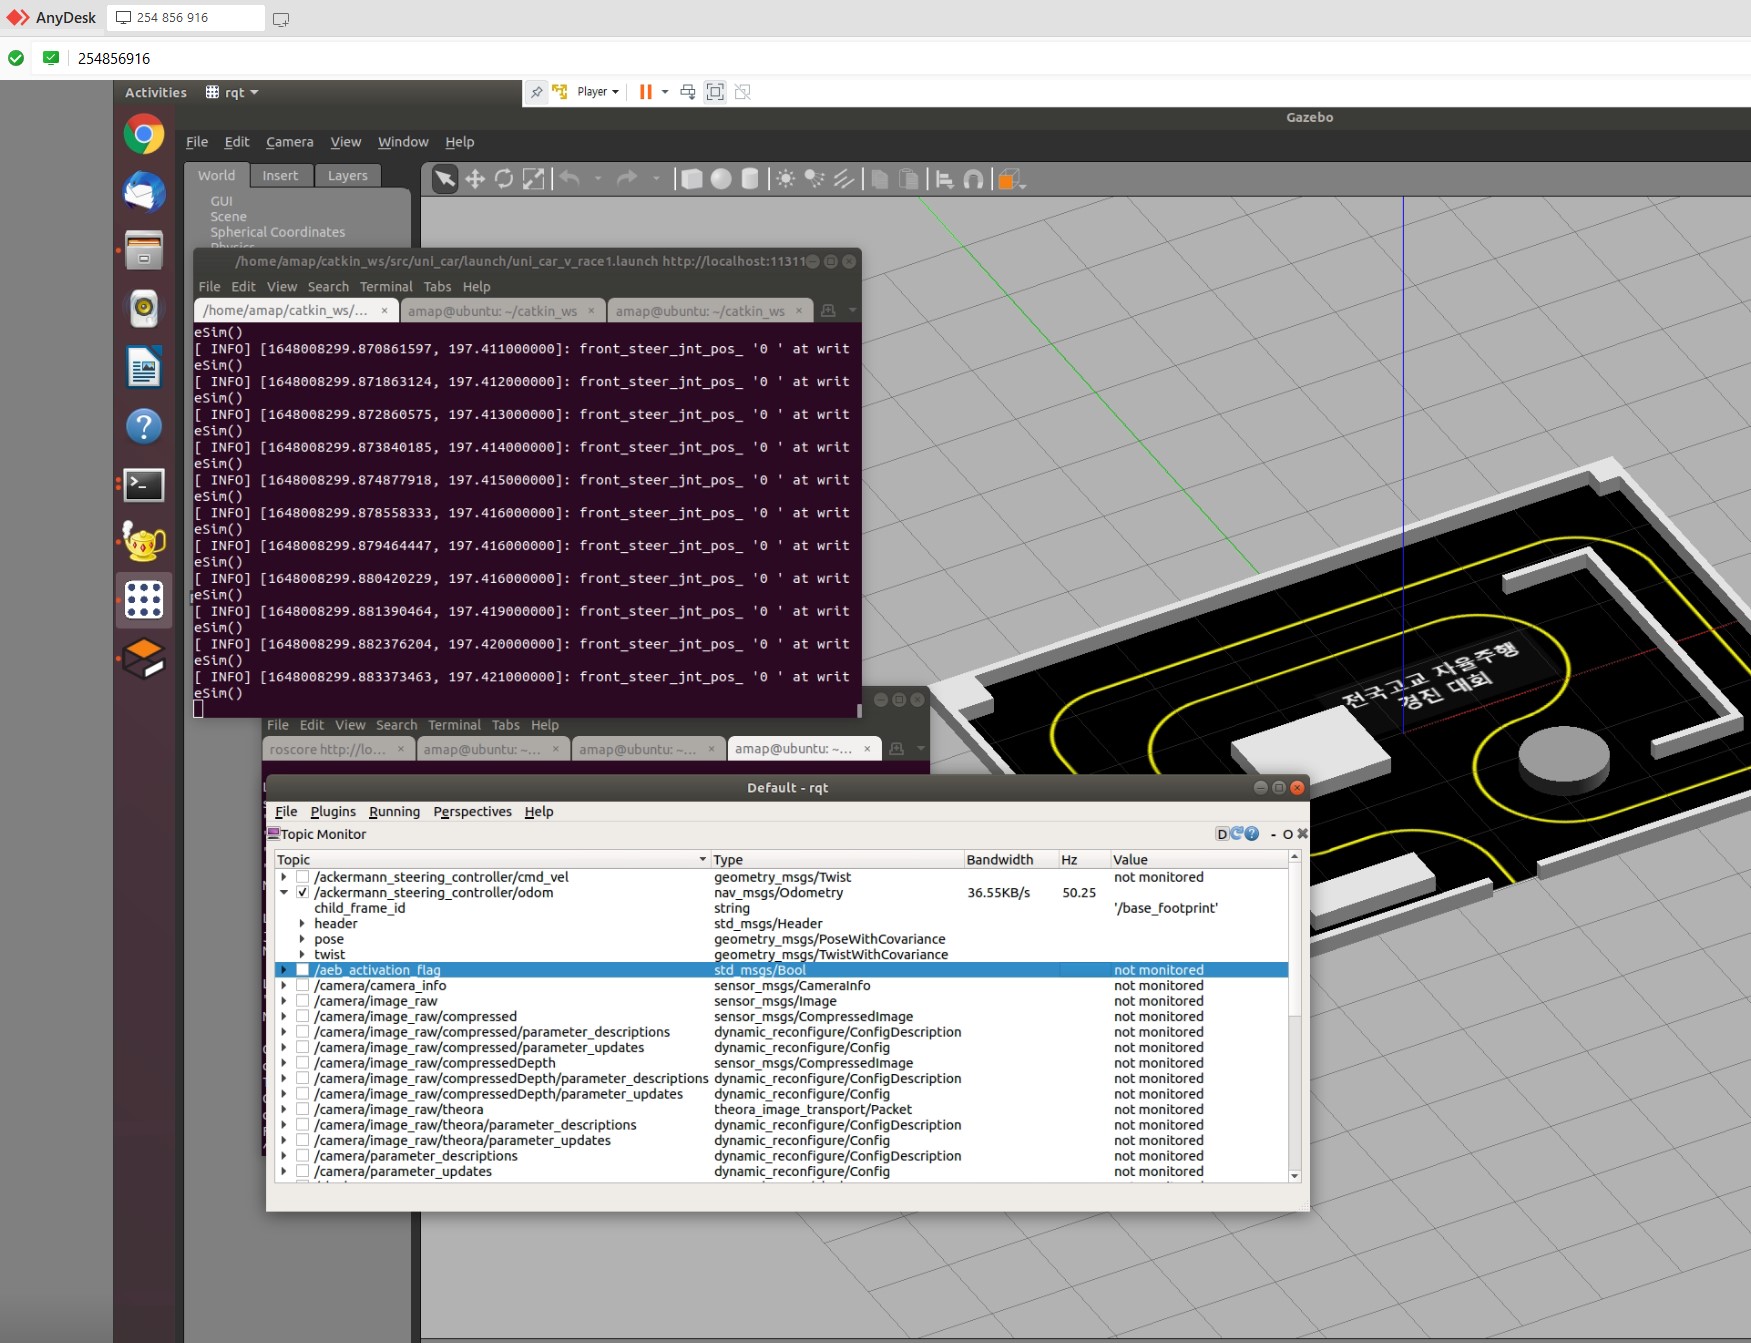 AnyDesk
254 856 916
254856916
Activities
rqt
Player
Gazebo
File Edit Camera View Window Help
World Insert Layers
GUI
Scene
Spherical Coordinates
Physics
/home/amap/catkin_ws/src/uni_car/launch/uni_car_v_race1.launch http://localhost:11311
File Edit View Search Terminal Tabs Help
/home/amap/catkin_ws/... × amap@ubuntu: ~/catkin_ws × amap@ubuntu: ~/catkin_ws ×
eSim()
[ INFO] [1648008299.870861597, 197.411000000]: front_steer_jnt_pos_ '0 ' at writ
eSim()
[ INFO] [1648008299.871863124, 197.412000000]: front_steer_jnt_pos_ '0 ' at writ
eSim()
[ INFO] [1648008299.872860575, 197.413000000]: front_steer_jnt_pos_ '0 ' at writ
eSim()
[ INFO] [1648008299.873840185, 197.414000000]: front_steer_jnt_pos_ '0 ' at writ
eSim()
[ INFO] [1648008299.874877918, 197.415000000]: front_steer_jnt_pos_ '0 ' at writ
eSim()
[ INFO] [1648008299.878558333, 197.416000000]: front_steer_jnt_pos_ '0 ' at writ
eSim()
[ INFO] [1648008299.879464447, 197.416000000]: front_steer_jnt_pos_ '0 ' at writ
eSim()
[ INFO] [1648008299.880420229, 197.416000000]: front_steer_jnt_pos_ '0 ' at writ
eSim()
[ INFO] [1648008299.881390464, 197.419000000]: front_steer_jnt_pos_ '0 ' at writ
eSim()
[ INFO] [1648008299.882376204, 197.420000000]: front_steer_jnt_pos_ '0 ' at writ
eSim()
[ INFO] [1648008299.883373463, 197.421000000]: front_steer_jnt_pos_ '0 ' at writ
eSim()
전국고교 자율주행
경진 대회
File Edit View Search Terminal Tabs Help
roscore http://lo... × amap@ubuntu: ~... × amap@ubuntu: ~... × amap@ubuntu: ~... ×
Default - rqt
File Plugins Running Perspectives Help
Topic Monitor
D - O
Topic Type Bandwidth Hz Value
/ackermann_steering_controller/cmd_vel geometry_msgs/Twist not monitored
/ackermann_steering_controller/odom nav_msgs/Odometry 36.55KB/s 50.25
child_frame_id string '/base_footprint'
header std_msgs/Header
pose geometry_msgs/PoseWithCovariance
twist geometry_msgs/TwistWithCovariance
/aeb_activation_flag std_msgs/Bool not monitored
/camera/camera_info sensor_msgs/CameraInfo not monitored
/camera/image_raw sensor_msgs/Image not monitored
/camera/image_raw/compressed sensor_msgs/CompressedImage not monitored
/camera/image_raw/compressed/parameter_descriptions dynamic_reconfigure/ConfigDescription not monitored
/camera/image_raw/compressed/parameter_updates dynamic_reconfigure/Config not monitored
/camera/image_raw/compressedDepth sensor_msgs/CompressedImage not monitored
/camera/image_raw/compressedDepth/parameter_descriptions dynamic_reconfigure/ConfigDescription not monitored
/camera/image_raw/compressedDepth/parameter_updates dynamic_reconfigure/Config not monitored
/camera/image_raw/theora theora_image_transport/Packet not monitored
/camera/image_raw/theora/parameter_descriptions dynamic_reconfigure/ConfigDescription not monitored
/camera/image_raw/theora/parameter_updates dynamic_reconfigure/Config not monitored
/camera/parameter_descriptions dynamic_reconfigure/ConfigDescription not monitored
/camera/parameter_updates dynamic_reconfigure/Config not monitored